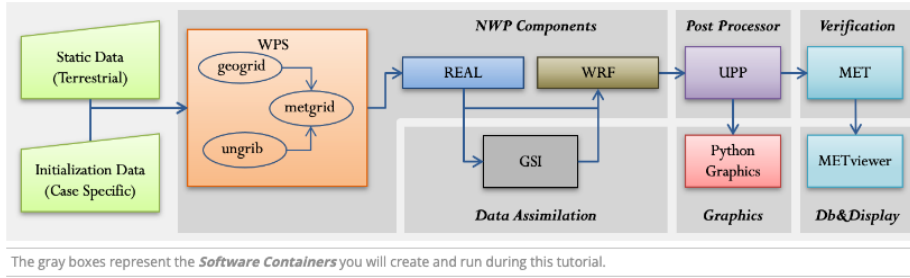 NWP Components
Post Processor
Verification
Static Data
(Terrestrial)
WPS
geogrid
metgrid
ungrib
REAL
WRF
UPP
MET
Initialization Data
(Case Specific)
GSI
Python
Graphics
METviewer
Data Assimilation
Graphics
Db&Display
The gray boxes represent the Software Containers you will create and run during this tutorial.